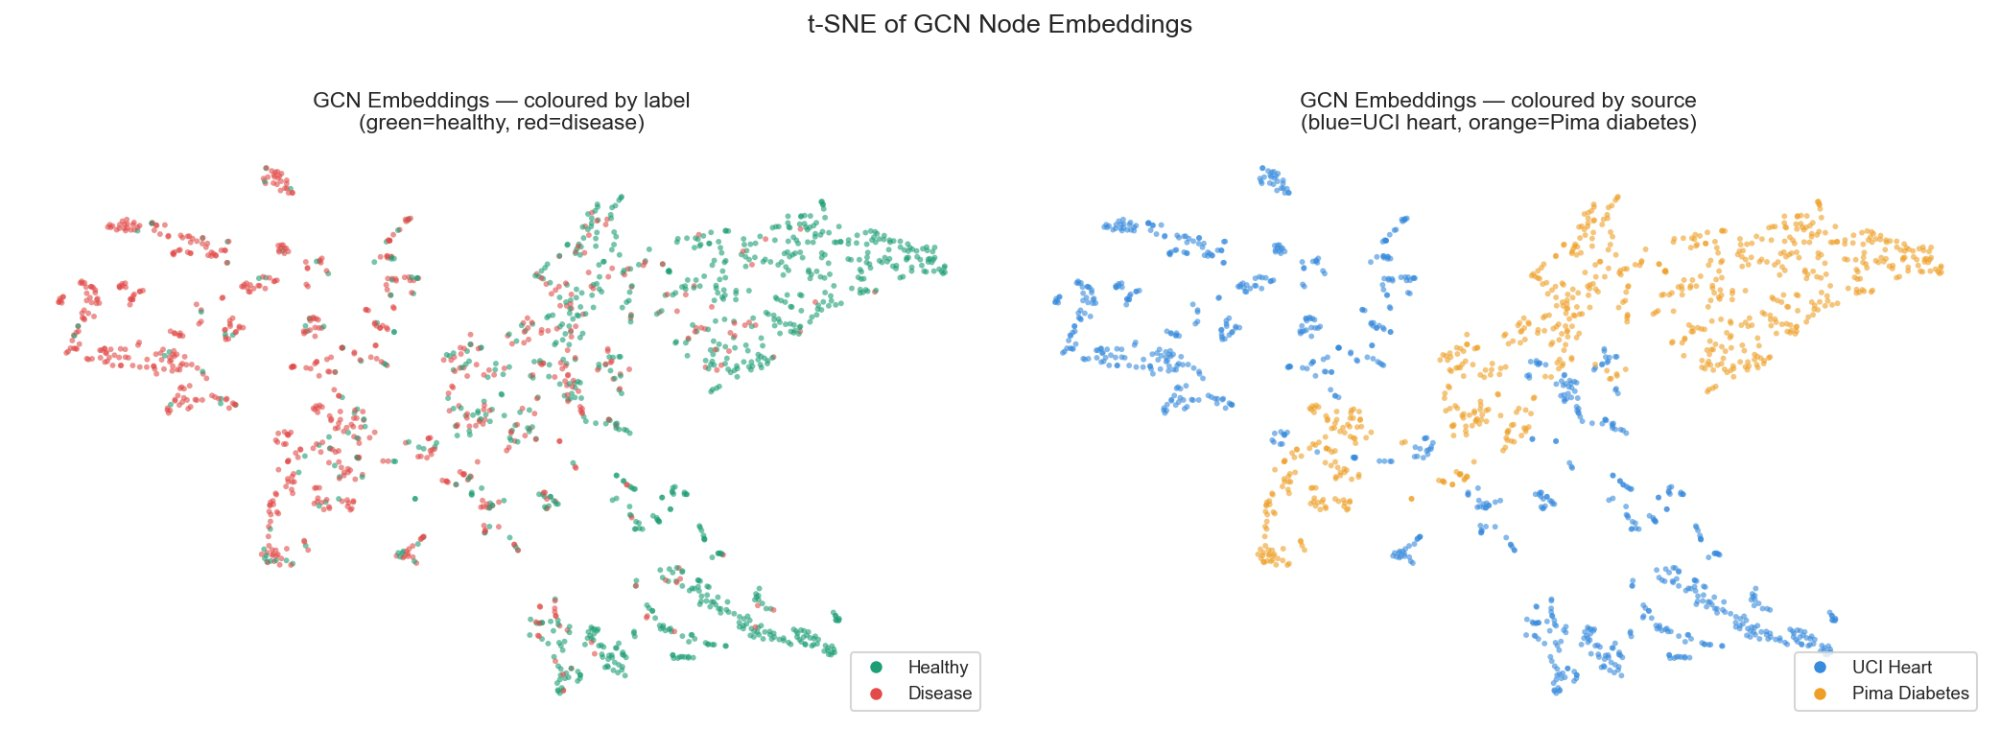 t-SNE of GCN Node Embeddings
GCN Embeddings — coloured by label
(green=healthy, red=disease)
GCN Embeddings — coloured by source
(blue=UCI heart, orange=Pima diabetes)
Healthy
Disease
UCI Heart
Pima Diabetes